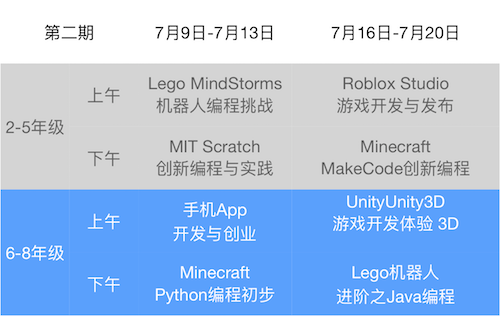 第二期 7月9日-7月13日 7月16日-7月20日
2-5年级
上午
Lego MindStorms
机器人编程挑战
Roblox Studio
游戏开发与发布
下午
MIT Scratch
创新编程与实践
Minecraft
MakeCode创新编程
6-8年级
上午
手机App
开发与创业
UnityUnity3D
游戏开发体验 3D
下午
Minecraft
Python编程初步
Lego机器人
进阶之Java编程